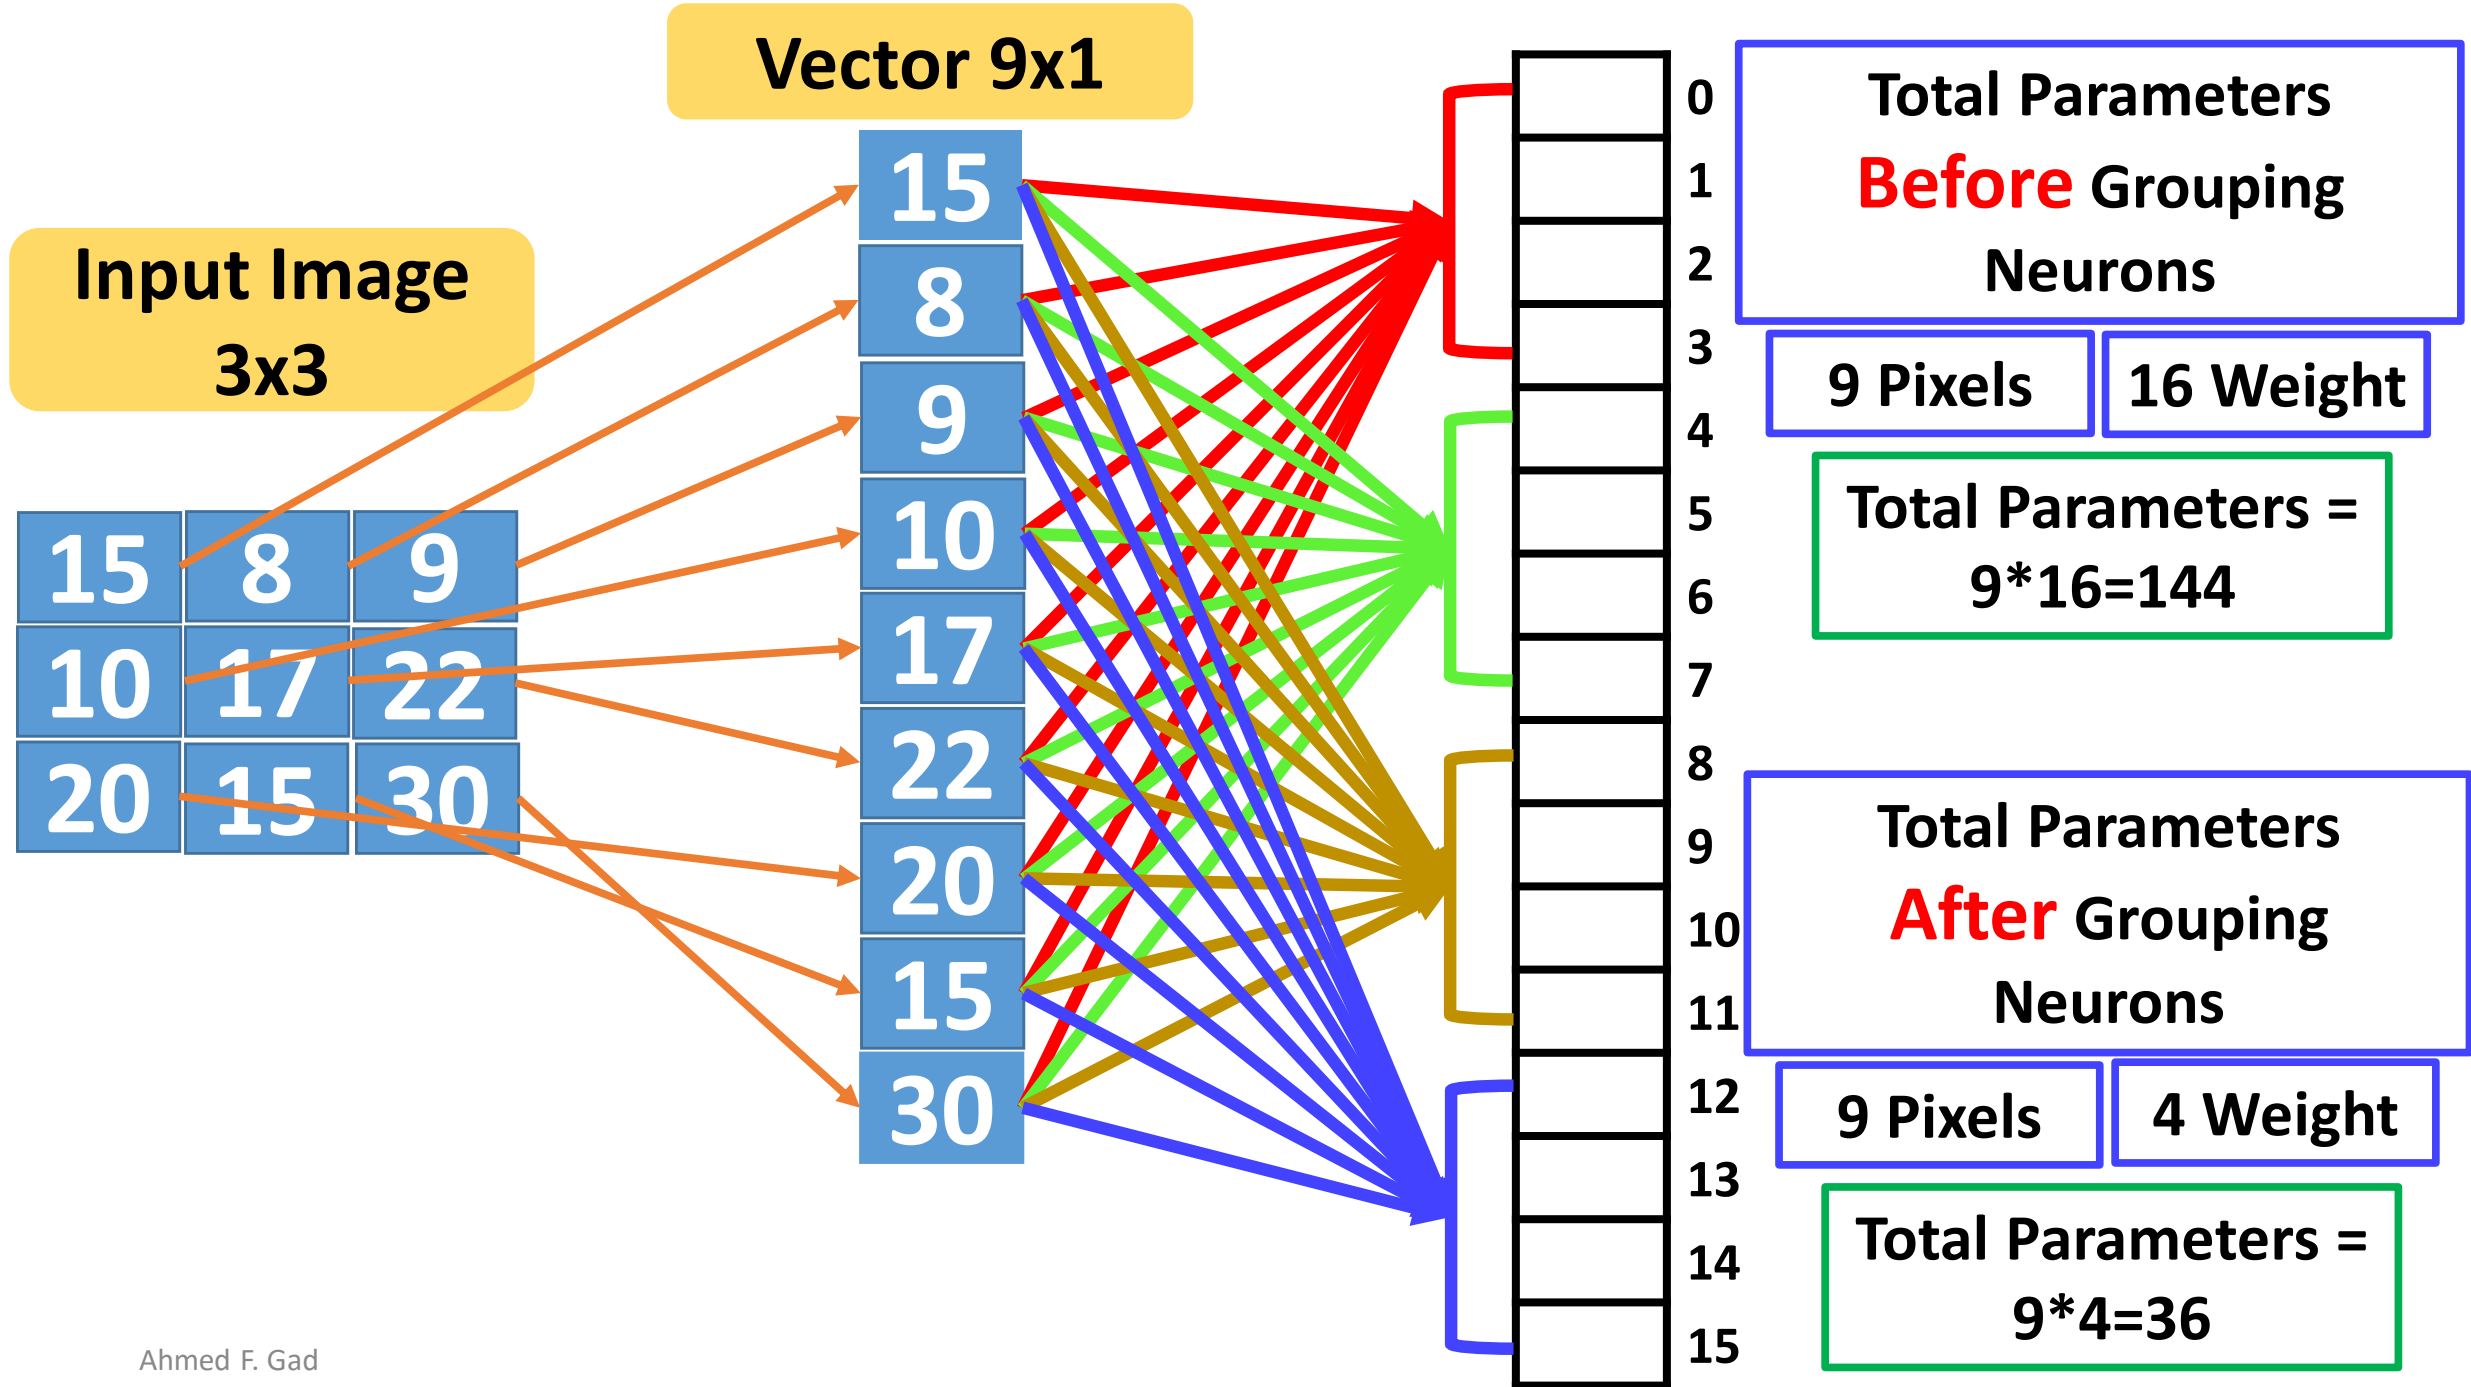 Vector 9x1
Input Image
3x3
15 8 9
10 17 22
20 15 30
15
8
9
10
17
22
20
15
30
0
1
2
3
4
5
6
7
8
9
10
11
12
13
14
15
Total Parameters
Before Grouping
Neurons
9 Pixels
16 Weight
Total Parameters =
9*16=144
Total Parameters
After Grouping
Neurons
9 Pixels
4 Weight
Total Parameters =
9*4=36
Ahmed F. Gad